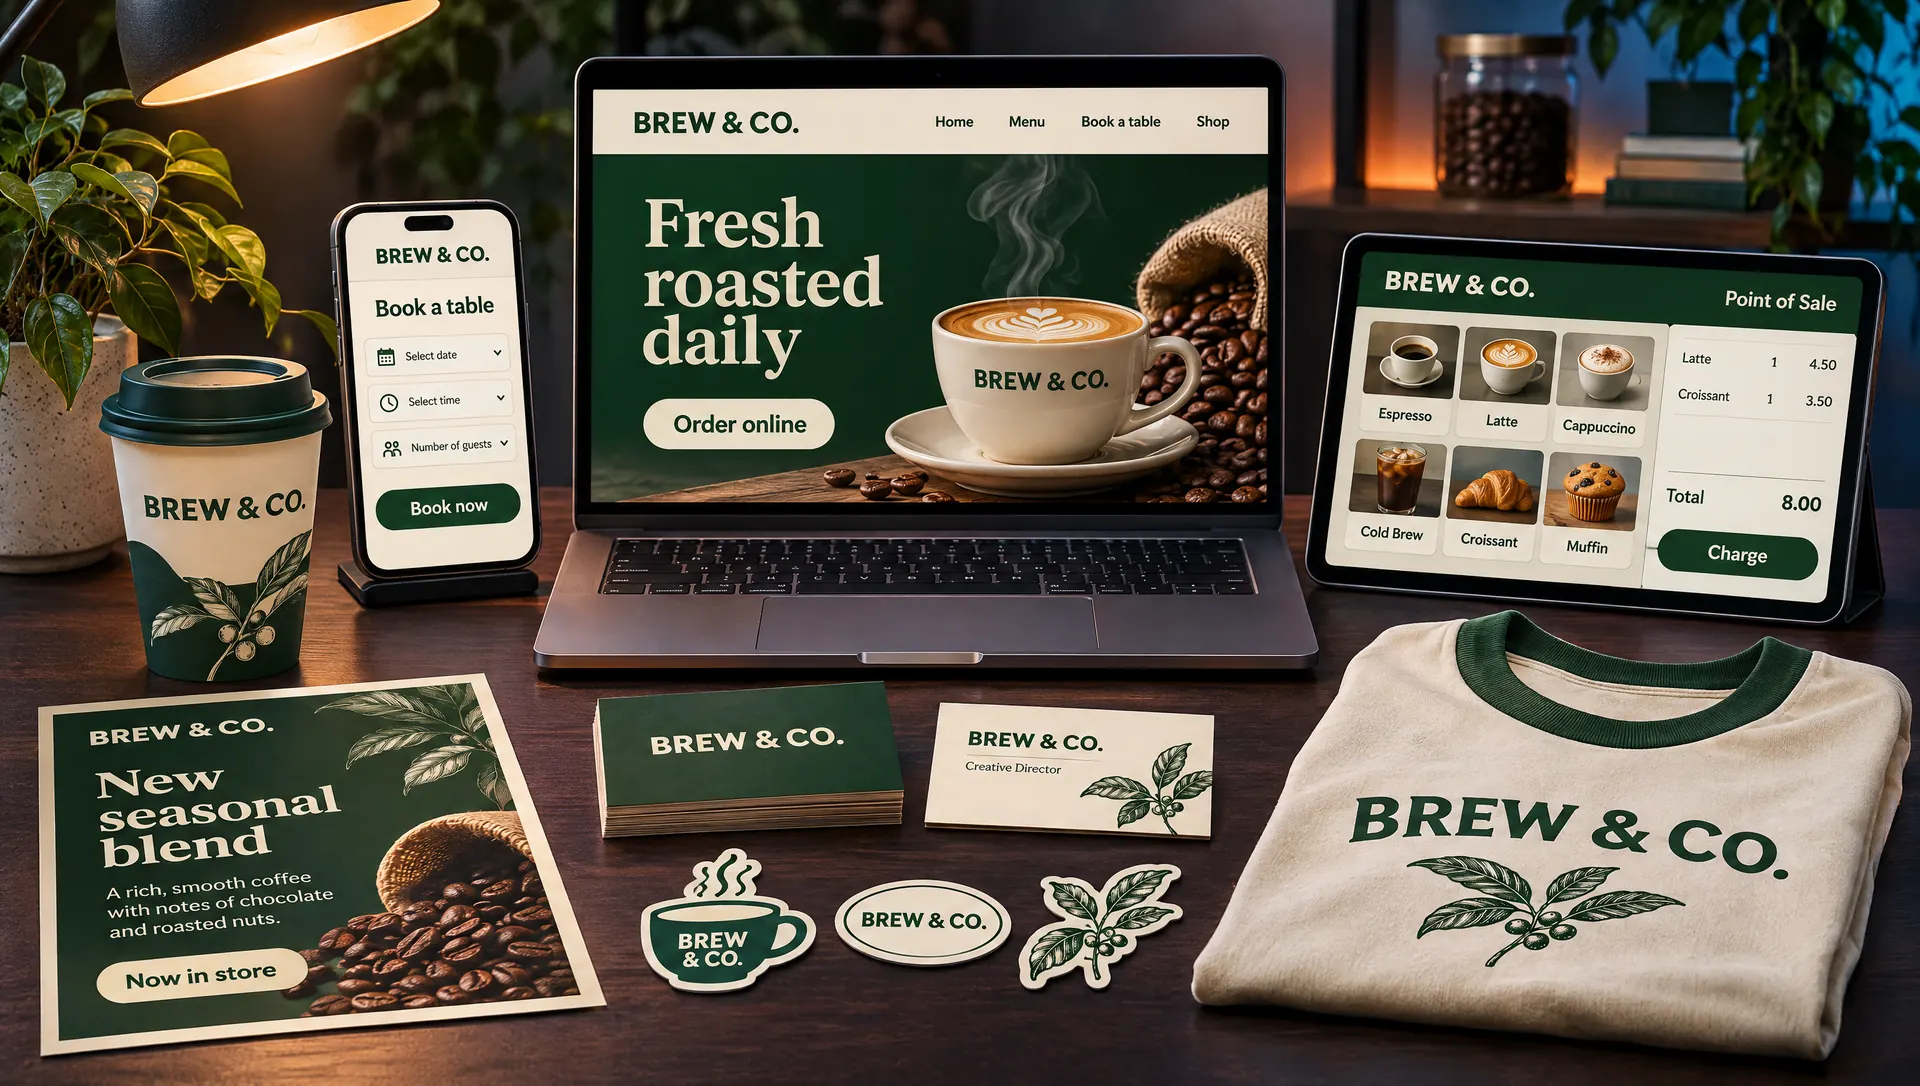 BREW & CO.
Home
Menu
Book a table
Shop
Fresh
roasted
daily
Order online
BREW & CO.
BREW & CO.
Book a table
Select date
Select time
Number of guests
Book now
BREW & CO.
BREW & CO.
Point of Sale
Espresso
Latte
Cappuccino
Cold Brew
Croissant
Muffin
Latte 1 4.50
Croissant 1 3.50
Total 8.00
Charge
BREW & CO.
New
seasonal
blend
A rich, smooth coffee
with notes of chocolate
and roasted nuts.
Now in store
BREW & CO.
BREW & CO.
Creative Director
BREW
& CO.
BREW & CO.
BREW & CO.